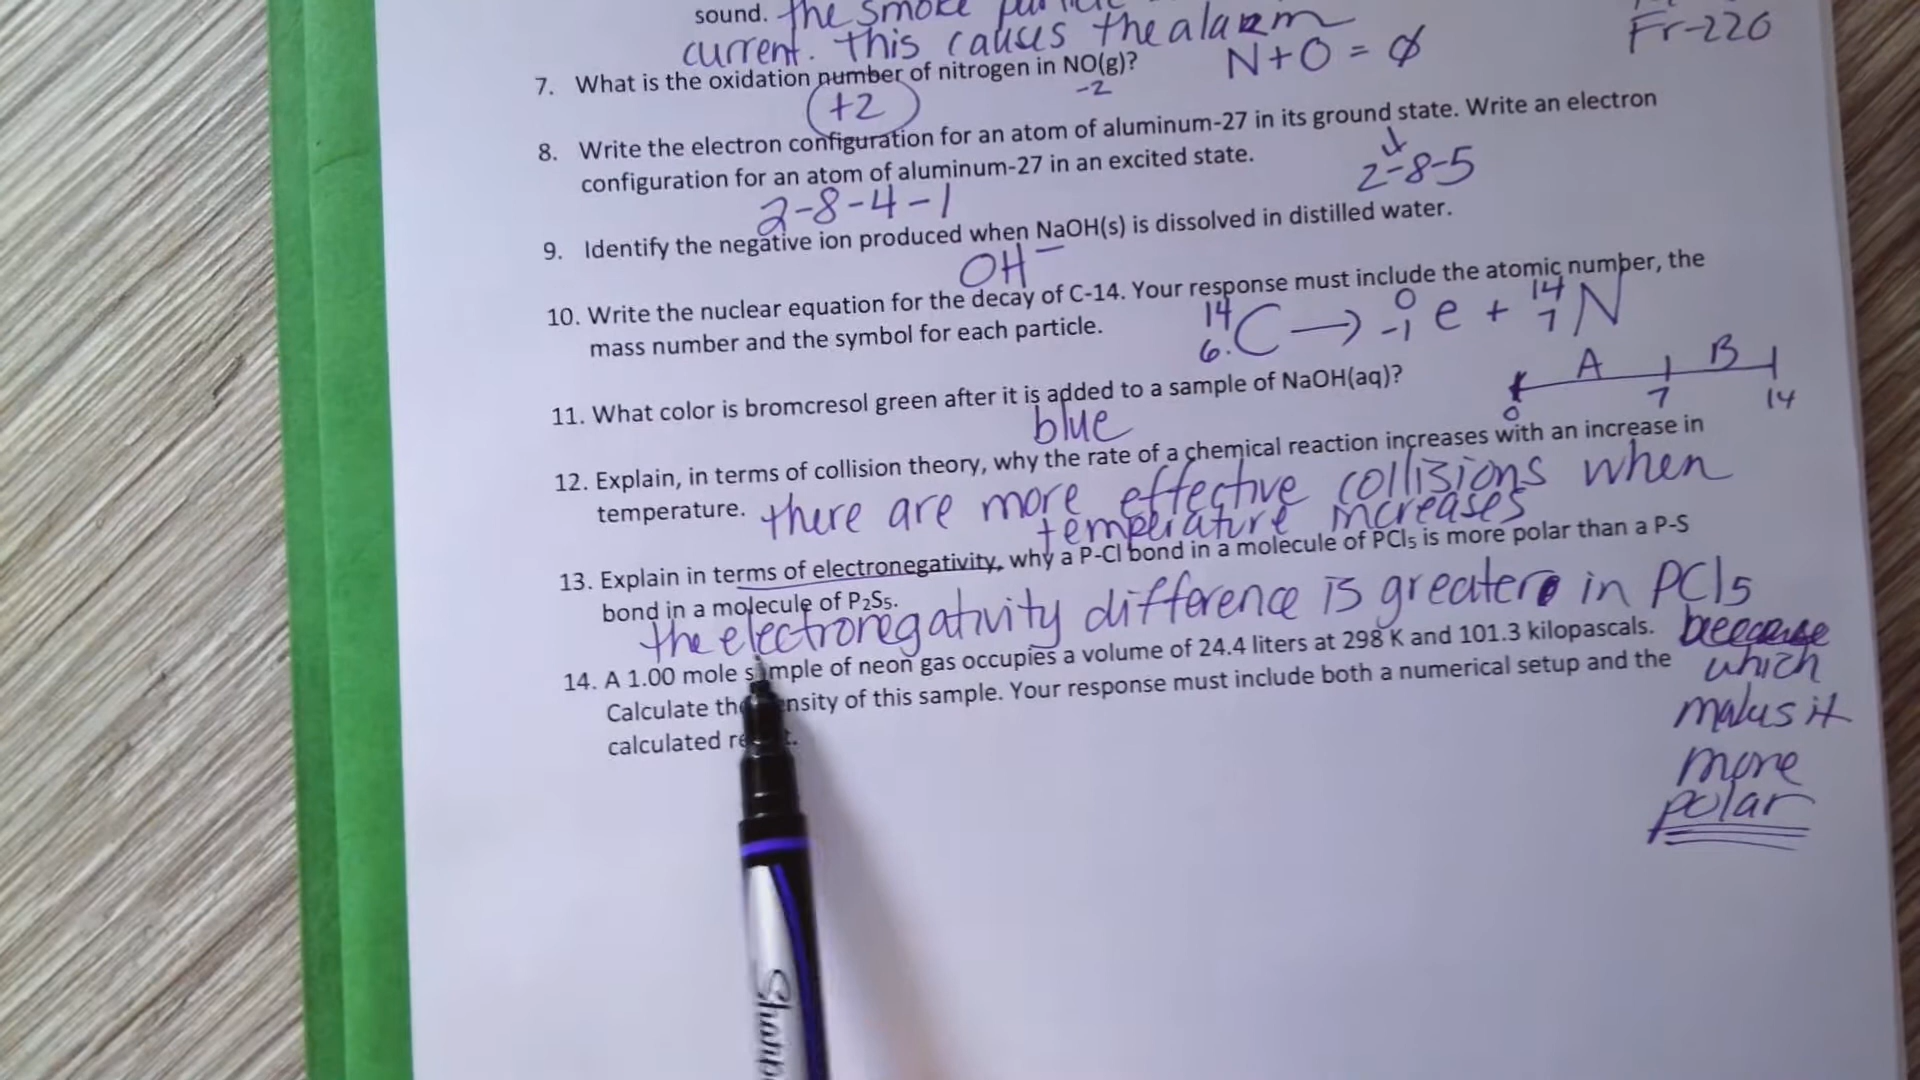 sound. the smoke
current. This causes the alarm
Fr-220
7. What is the oxidation number of nitrogen in NO(g)? N+O = ∅
+2 -2
8. Write the electron configuration for an atom of aluminum-27 in its ground state. Write an electron
configuration for an atom of aluminum-27 in an excited state. 2-8-5
2-8-4-1
9. Identify the negative ion produced when NaOH(s) is dissolved in distilled water.
OH⁻
10. Write the nuclear equation for the decay of C-14. Your response must include the atomic number, the
mass number and the symbol for each particle. ¹⁴₆C → ⁰₋₁e + ¹⁴₇N
A B
0 7 14
11. What color is bromcresol green after it is added to a sample of NaOH(aq)?
blue
12. Explain, in terms of collision theory, why the rate of a chemical reaction increases with an increase in
temperature. there are more effective collisions when
temperature increases
13. Explain in terms of electronegativity, why a P-Cl bond in a molecule of PCl₅ is more polar than a P-S
bond in a molecule of P₂S₅.
the electronegativity difference is greater in PCl5
which
makes it
more
polar
14. A 1.00 mole sample of neon gas occupies a volume of 24.4 liters at 298 K and 101.3 kilopascals.
Calculate the density of this sample. Your response must include both a numerical setup and the
calculated
Sharp